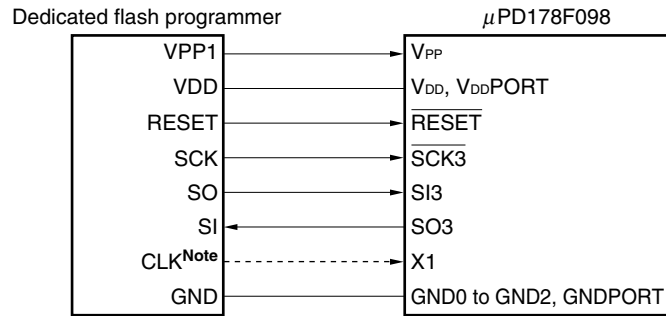 Dedicated flash programmer μPD178F098
VPP1 VPP
VDD VDD, VDDPORT
RESET RESET
SCK SCK3
SO SI3
SI SO3
CLKNote X1
GND GND0 to GND2, GNDPORT